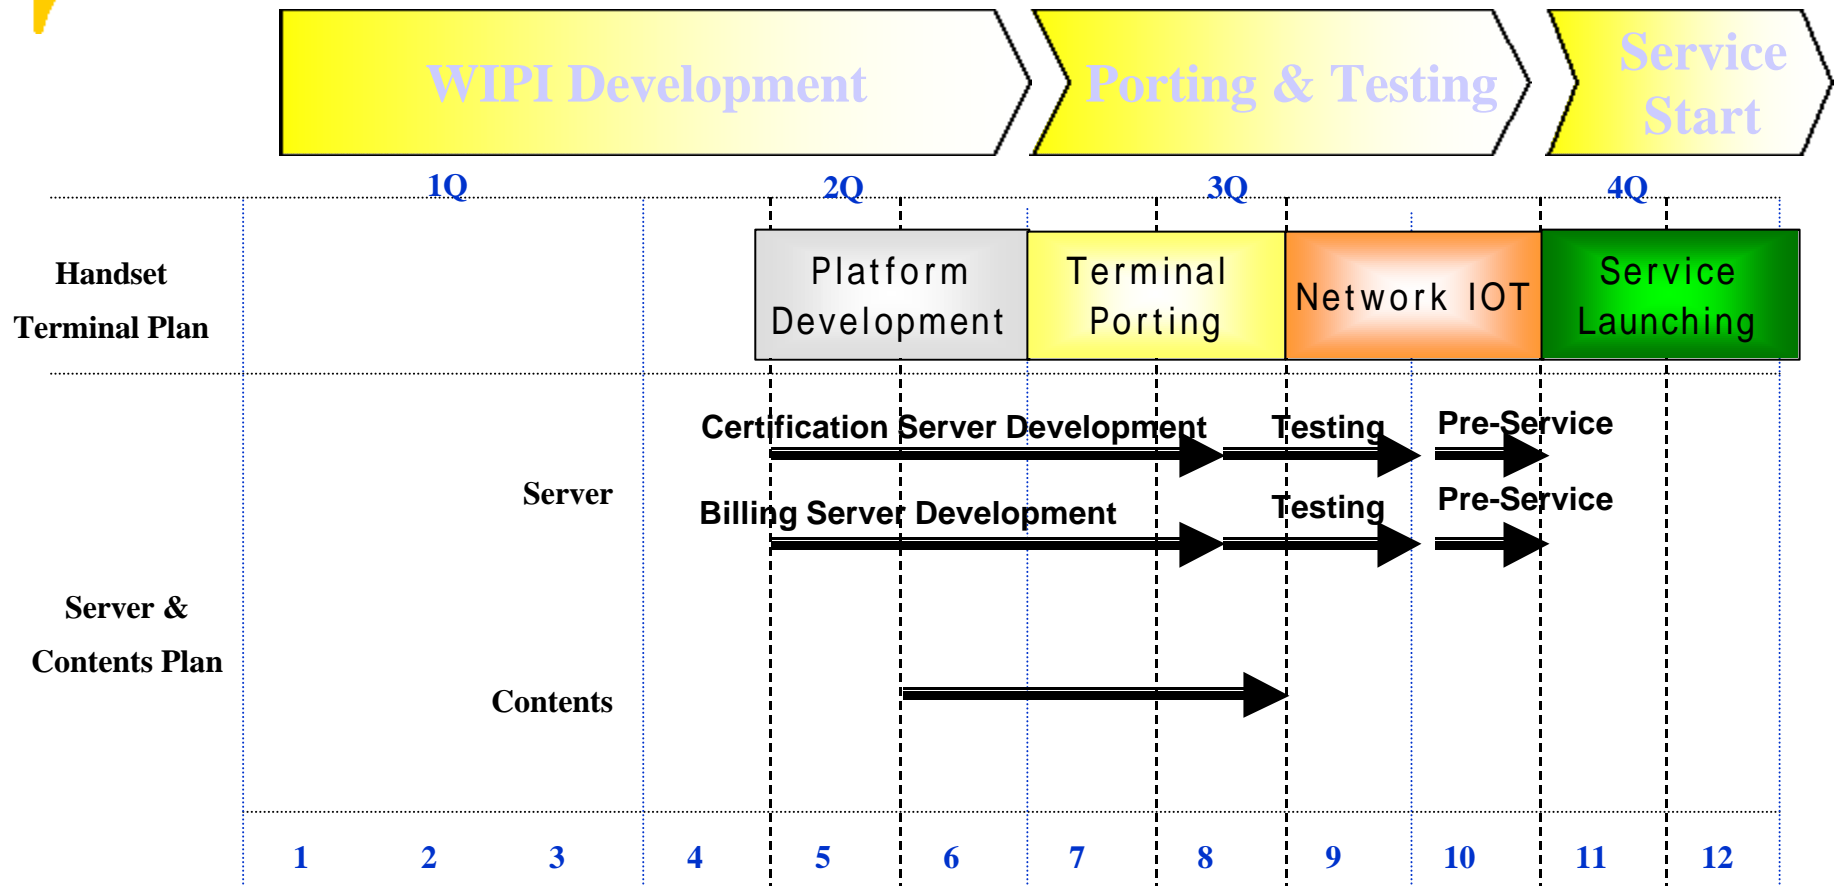 WIPI Development
Porting & Testing
Service
Start
1Q
2Q
3Q
4Q
Handset
Terminal Plan
Platform
Development
Terminal
Porting
Network IOT
Service
Launching
Certification Server Development
Testing
Pre-Service
Server
Billing Server Development
Testing
Pre-Service
Server &
Contents Plan
Contents
1
2
3
4
5
6
7
8
9
10
11
12